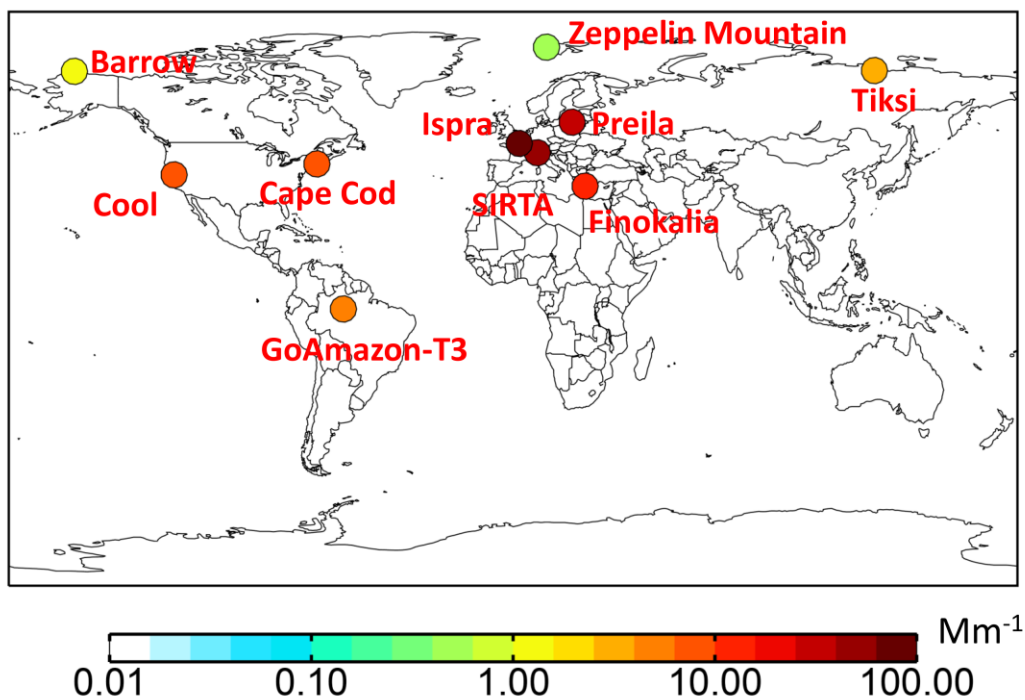 Zeppelin Mountain
Barrow
Tiksi
Ispra
Preila
Cool
Cape Cod
SIRTA
Finokalia
GoAmazon-T3
Mm-1
0.01 0.10 1.00 10.00 100.00